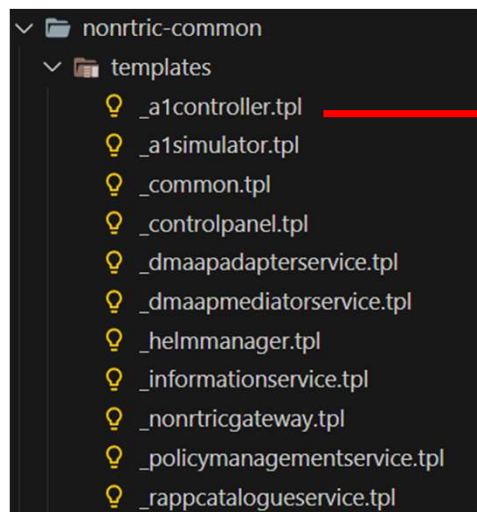 nonrtric-common
templates
_a1controller.tpl
_a1simulator.tpl
_common.tpl
_controlpanel.tpl
_dmaapadapterservice.tpl
_dmaapmediatorservice.tpl
_helmmanager.tpl
_informationservice.tpl
_nonrtricgateway.tpl
_policymanagementservice.tpl
_rappcatalogueservice.tpl